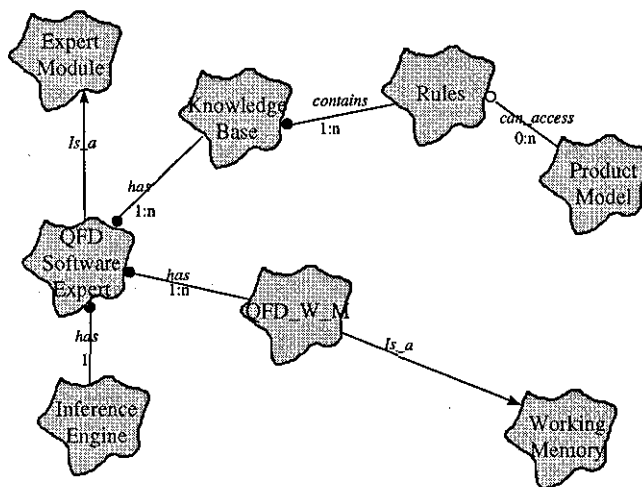 Expert
Module
Is_a
Knowledge
Base
contains
1:n
Rules
can_access
0:n
Product
Model
has
1:n
QFD
Software
Expert
has
1:n
QFD_W_M
Is_a
has
1
Inference
Engine
Working
Memory